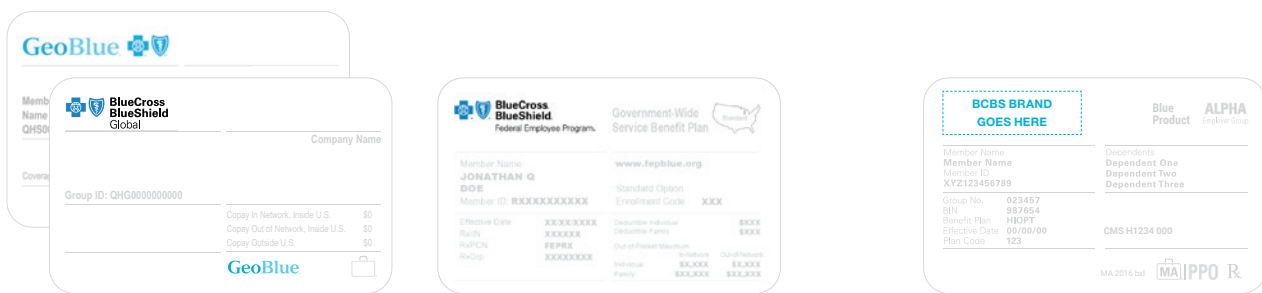 GeoBlue
Memb
Name
QHS0
Covera
BlueCross
BlueShield
Global
Company Name
Group ID: QHG0000000000
Copay In Network, Inside U.S. $0
Copay Out of Network, Inside U.S. $0
Copay Outside U.S. $0
GeoBlue
BlueCross
BlueShield
Federal Employee Program.
Government-Wide
Service Benefit Plan
Standard
Member Name
JONATHAN G
DOE
Member ID: RXXXXXXXXXX
www.fepblue.org
Standard Option
Enrollment Code XXX
Effective Date XX/XX/XXXX
RxIIN XXXXXX
RxPCN FEPRX
RxGrp XXXXXXXX
Deductible Individual $XXX
Deductible Family $XXX
Out-of-Pocket Maximum
In-Network Out-of-Network
Individual $X,XXX $X,XXX
Family $XX,XXX $XX,XXX
BCBS BRAND
GOES HERE
Blue
Product
ALPHA
Employer Group
Member Name
Member Name
Member ID
XYZ123456789
Dependents
Dependent One
Dependent Two
Dependent Three
Group No. 023457
BIN 987654
Benefit Plan HIOPT
Effective Date 00/00/00
Plan Code 123
CMS H1234 000
MA 2016 bxl MA PPO Rx